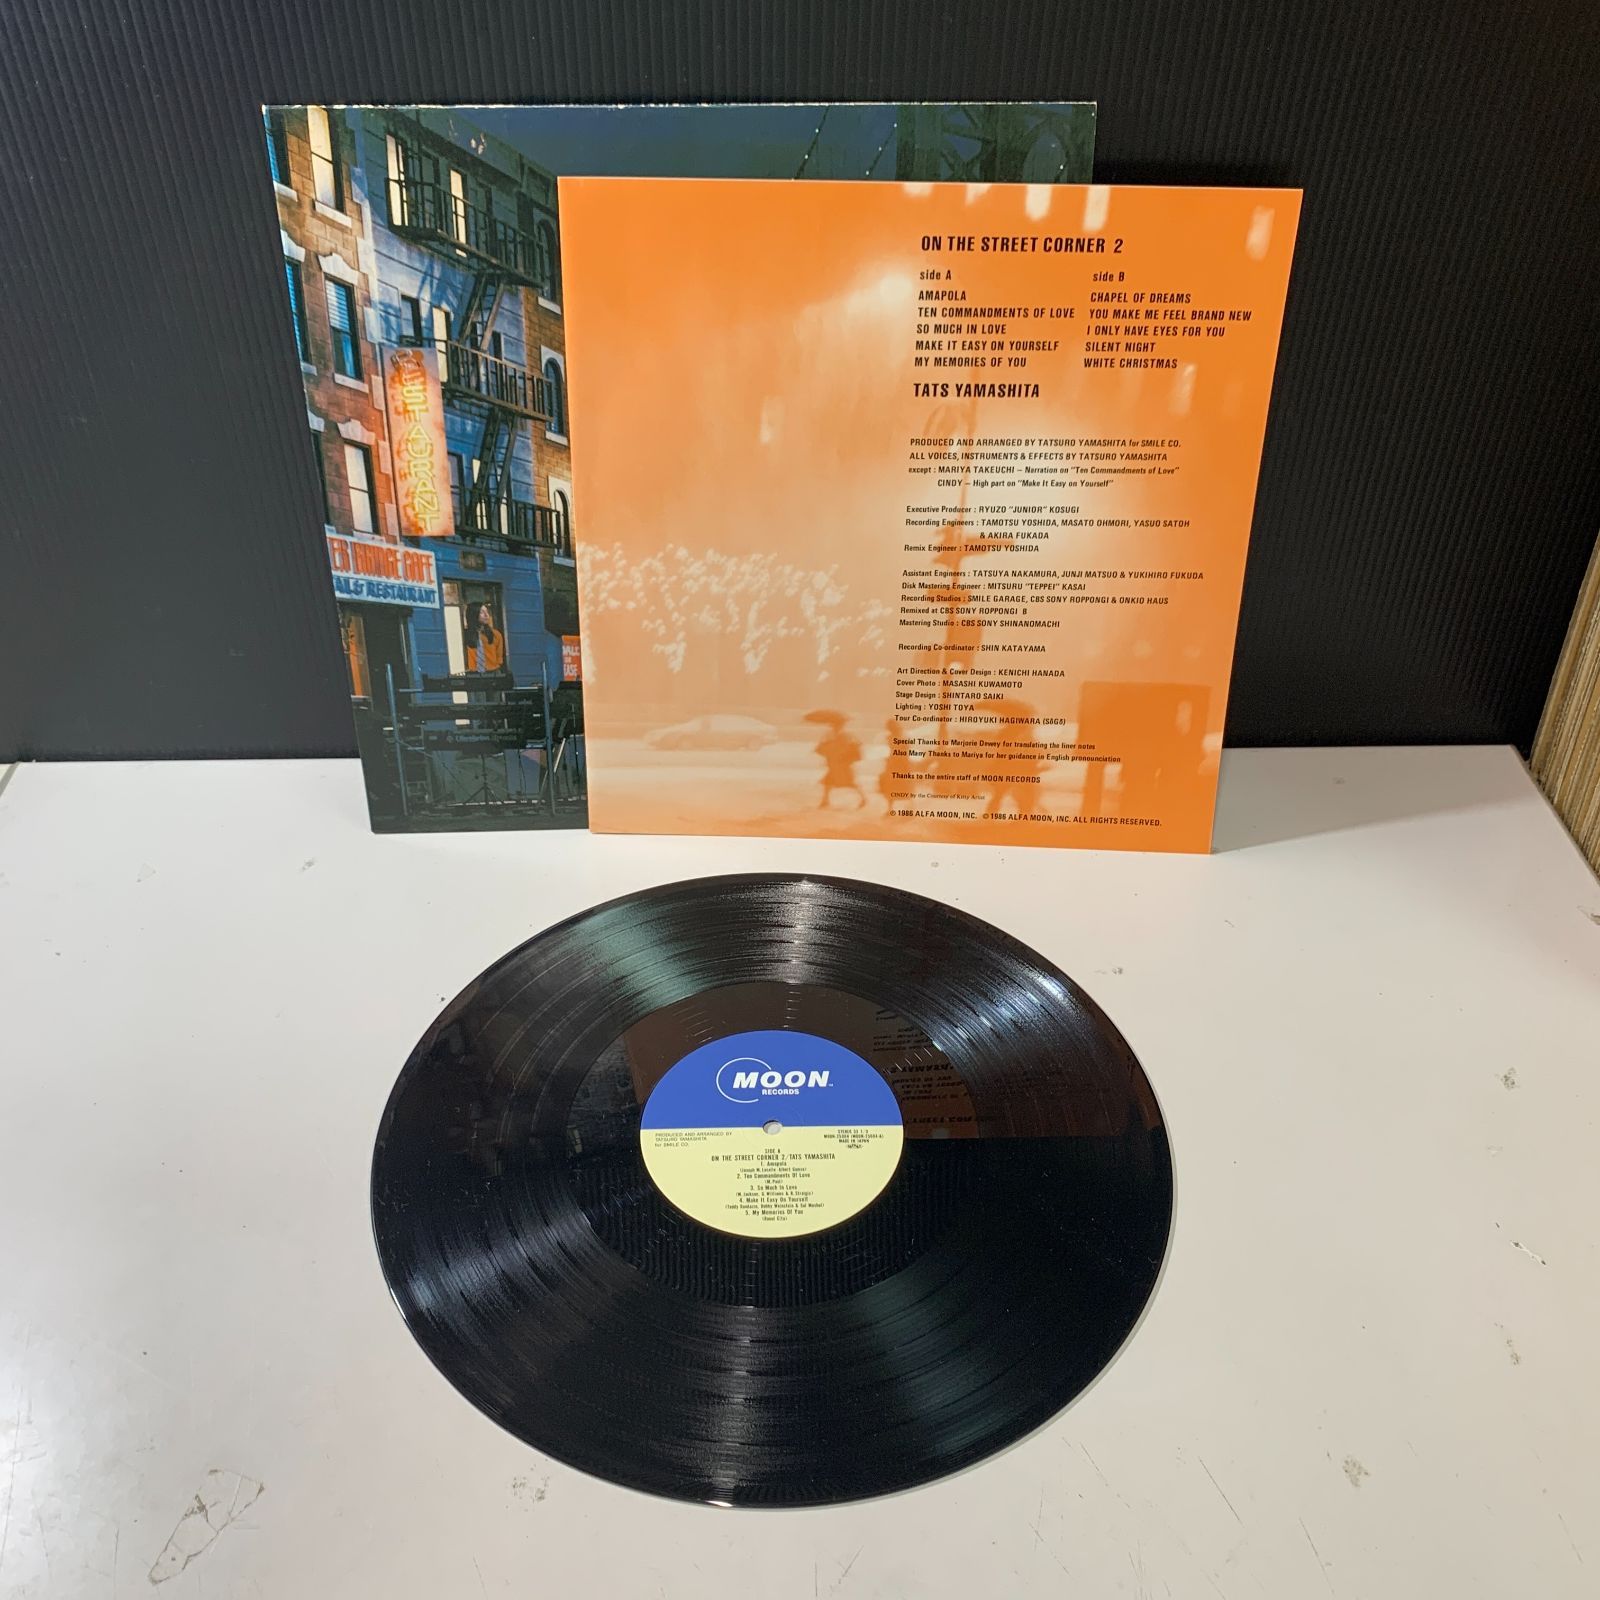 RESTAURANT
ER BRIDGE CAFE
& RESTAURANT
ON THE STREET CORNER 2
side A
AMAPOLA
TEN COMMANDMENTS OF LOVE
SO MUCH IN LOVE
MAKE IT EASY ON YOURSELF
MY MEMORIES OF YOU
side B
CHAPEL OF DREAMS
YOU MAKE ME FEEL BRAND NEW
I ONLY HAVE EYES FOR YOU
SILENT NIGHT
WHITE CHRISTMAS
TATS YAMASHITA
PRODUCED AND ARRANGED BY TATSURO YAMASHITA for SMILE CO.
ALL VOICES, INSTRUMENTS & EFFECTS BY TATSURO YAMASHITA
except : MARIYA TAKEUCHI – Narration on "Ten Commandments of Love"
CINDY – High part on "Make It Easy on Yourself"
Executive Producer : RYUZO "JUNIOR" KOSUGI
Recording Engineers : TAMOTSU YOSHIDA, MASATO OHMORI, YASUO SATOH
& AKIRA FUKADA
Remix Engineer : TAMOTSU YOSHIDA
Assistant Engineers : TATSUYA NAKAMURA, JUNJI MATSUO & YUKIHIRO FUKUDA
Disk Mastering Engineer : MITSURU "TEPPEI" KASAI
Recording Studios : SMILE GARAGE, CBS SONY ROPPONGI & ONKIO HAUS
Remixed at CBS SONY ROPPONGI B
Mastering Studio : CBS SONY SHINANOMACHI
Recording Co-ordinator : SHIN KATAYAMA
Art Direction & Cover Design : KENICHI HANADA
Cover Photo : MASASHI KUWAMOTO
Stage Design : SHINTARO SAIKI
Lighting : YOSHI TOYA
Tour Co-ordinator : HIROYUKI HAGIWARA (SōGō)
Special Thanks to Marjorie Dewey for translating the liner notes
Also Many Thanks to Mariya for her guidance in English pronounciation
Thanks to the entire staff of MOON RECORDS
CINDY by the Courtesy of Kitty Artist
℗ 1986 ALFA MOON, INC. © 1986 ALFA MOON, INC. ALL RIGHTS RESERVED.
MOON
RECORDS
PRODUCED AND ARRANGED BY
TATSURO YAMASHITA
for SMILE CO.
STEREO 33 1/3
MADE IN JAPAN
SIDE A
ON THE STREET CORNER 2/TATS YAMASHITA
1. Amapola
2. Ten Commandments Of Love
(M. Paul)
3. So Much In Love
4. Make It Easy On Yourself
5. My Memories Of You